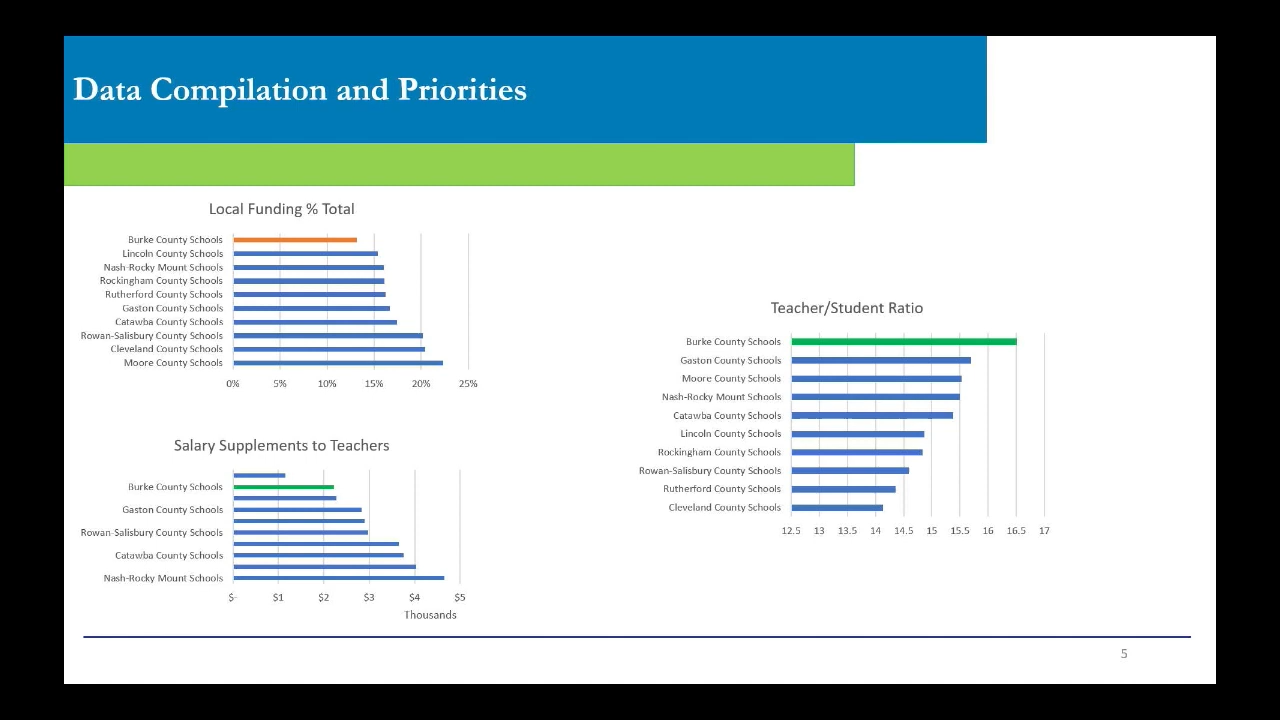 Data Compilation and Priorities
Local Funding % Total
Burke County Schools
Lincoln County Schools
Nash-Rocky Mount Schools
Rockingham County Schools
Rutherford County Schools
Gaston County Schools
Catawba County Schools
Rowan-Salisbury County Schools
Cleveland County Schools
Moore County Schools
0% 5% 10% 15% 20% 25%
Salary Supplements to Teachers
Burke County Schools
Gaston County Schools
Rowan-Salisbury County Schools
Catawba County Schools
Nash-Rocky Mount Schools
$- $1 $2 $3 $4 $5
Thousands
Teacher/Student Ratio
Burke County Schools
Gaston County Schools
Moore County Schools
Nash-Rocky Mount Schools
Catawba County Schools
Lincoln County Schools
Rockingham County Schools
Rowan-Salisbury County Schools
Rutherford County Schools
Cleveland County Schools
12.5 13 13.5 14 14.5 15 15.5 16 16.5 17
5